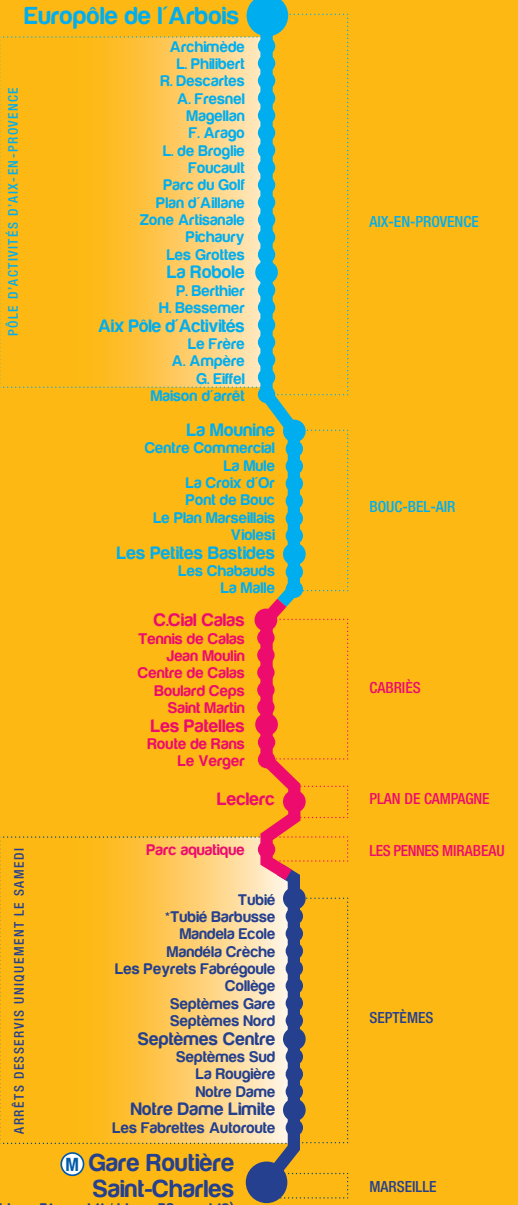 Europôle de l´Arbois
PÔLE D'ACTIVITÉS D'AIX-EN-PROVENCE
Archimède
L. Philibert
R. Descartes
A. Fresnel
Magellan
F. Arago
L. de Broglie
Foucault
Parc du Golf
Plan d´Aillane
Zone Artisanale
Pichaury
Les Grottes
La Robole
P. Berthier
H. Bessemer
Aix Pôle d´Activités
Le Frère
A. Ampère
G. Eiffel
Maison d´arrêt
AIX-EN-PROVENCE
La Mounine
Centre Commercial
La Mule
La Croix d´Or
Pont de Bouc
Le Plan Marseillais
Violesi
Les Petites Bastides
Les Chabauds
La Malle
BOUC-BEL-AIR
C.Cial Calas
Tennis de Calas
Jean Moulin
Centre de Calas
Boulard Ceps
Saint Martin
Les Patelles
Route de Rans
Le Verger
CABRIÈS
Leclerc
PLAN DE CAMPAGNE
Parc aquatique
LES PENNES MIRABEAU
ARRÊTS DESSERVIS UNIQUEMENT LE SAMEDI
Tubié
*Tubié Barbusse
Mandela Ecole
Mandéla Crèche
Les Peyrets Fabrégoule
Collège
Septèmes Gare
Septèmes Nord
Septèmes Centre
Septèmes Sud
La Rougière
Notre Dame
Notre Dame Limite
Les Fabrettes Autoroute
SEPTÈMES
M Gare Routière
Saint-Charles
MARSEILLE